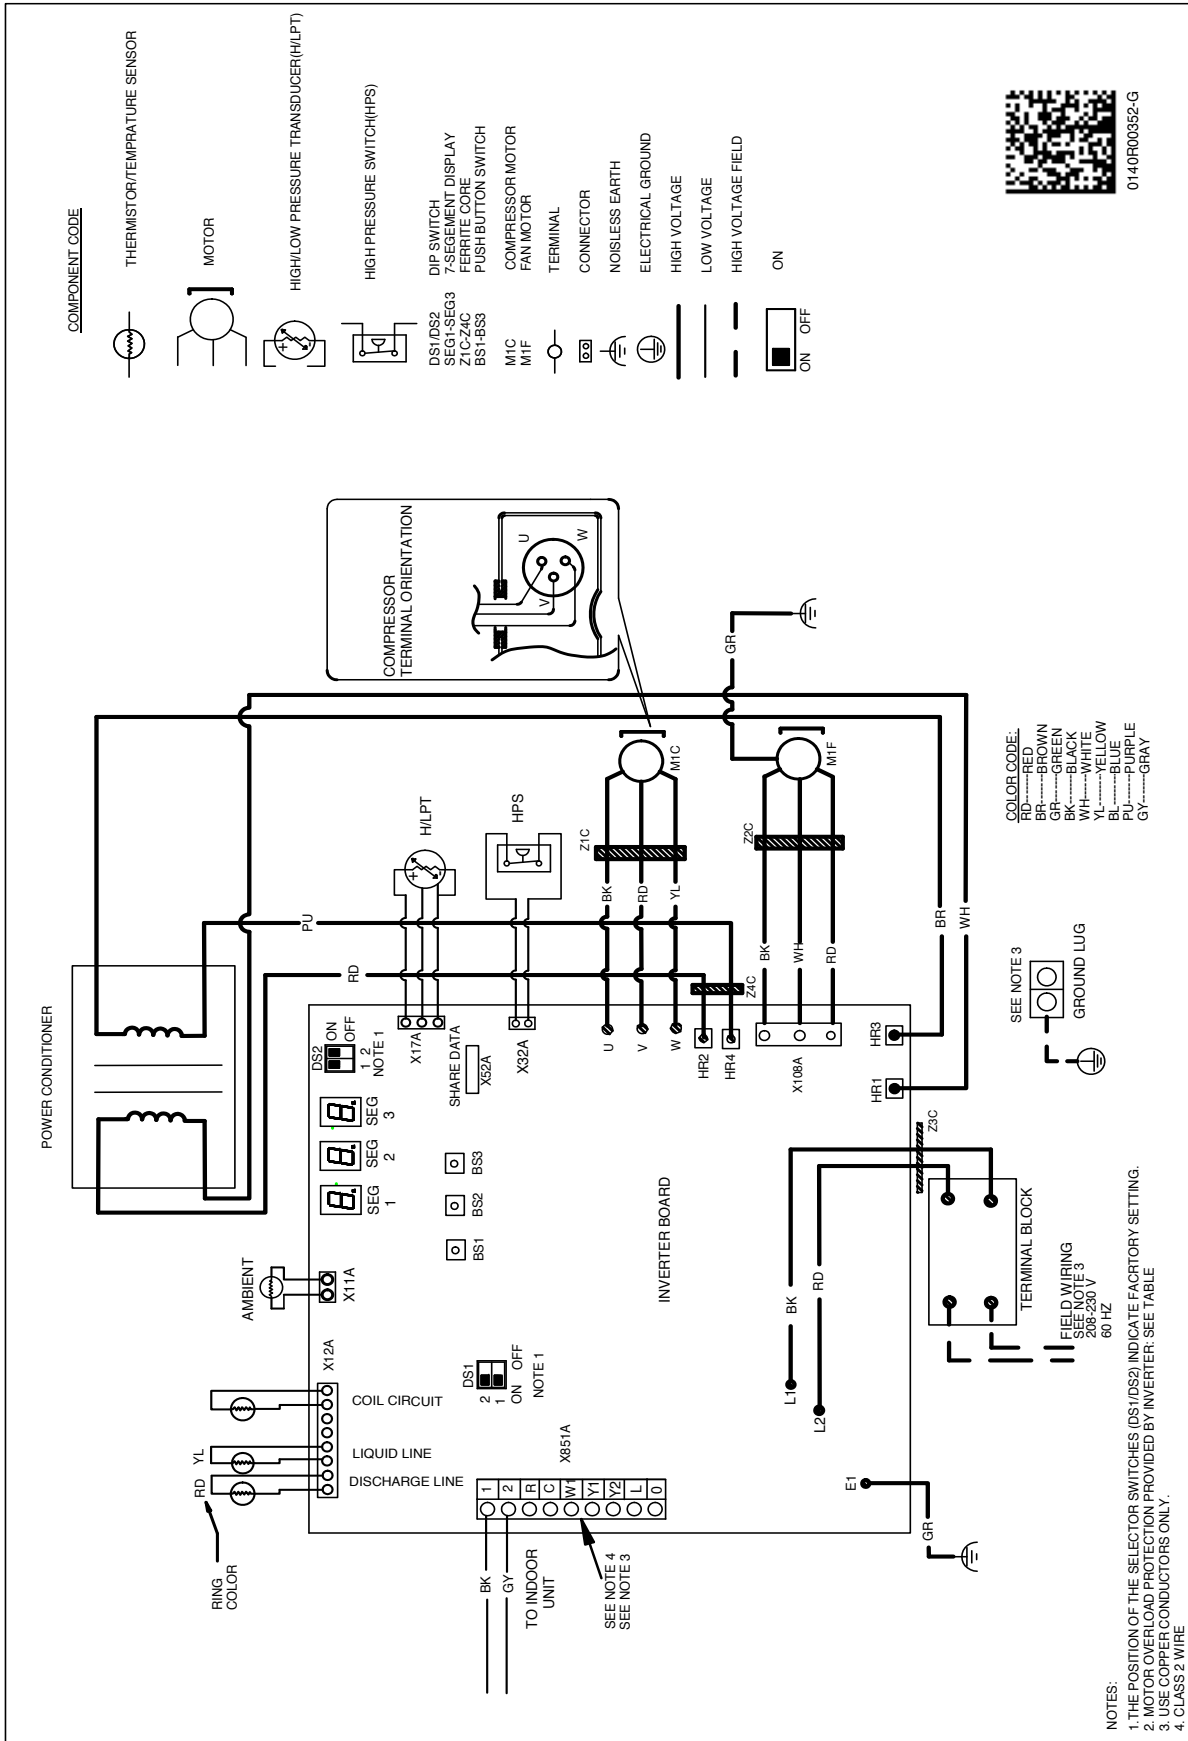 COMPONENT CODE
THERMISTOR/TEMPRATURE SENSOR
MOTOR
HIGH/LOW PRESSURE TRANSDUCER(H/LPT)
HIGH PRESSURE SWITCH(HPS)
DS1/DS2 DIP SWITCH
SEG1-SEG3 7-SEGEMENT DISPLAY
Z1C-Z4C FERRITE CORE
BS1-BS3 PUSH BUTTON SWITCH
M1C COMPRESSOR MOTOR
M1F FAN MOTOR
TERMINAL
CONNECTOR
NOISLESS EARTH
ELECTRICAL GROUND
HIGH VOLTAGE
LOW VOLTAGE
HIGH VOLTAGE FIELD
ON OFF ON
0140R00352-G
COMPRESSOR
TERMINAL ORIENTATION
U
V
W
POWER CONDITIONER
PU
RD
H/LPT
HPS
Z1C
BK
RD
YL
M1C
Z2C
BK
WH
RD
M1F
GR
Z4C
BR
WH
AMBIENT
X11A
SEG
1
SEG
2
SEG
3
DS2
ON
OFF
1 2
NOTE 1
X17A
SHARE DATA
X52A
X32A
U
V
W
HR2
HR4
X108A
HR3
HR1
BS1
BS2
BS3
INVERTER BOARD
RING
COLOR
RD
YL
X12A
COIL CIRCUIT
LIQUID LINE
DISCHARGE LINE
DS1
2
1
ON OFF
NOTE 1
X851A
1
2
R
C
W1
Y1
Y2
L
0
BK
GY
TO INDOOR
UNIT
SEE NOTE 4
SEE NOTE 3
L1
BK
L2
RD
Z3C
E1
GR
TERMINAL BLOCK
FIELD WIRING
SEE NOTE 3
208-230 V
60 HZ
SEE NOTE 3
GROUND LUG
COLOR CODE:
RD-------RED
BR-------BROWN
GR-------GREEN
BK-------BLACK
WH-------WHITE
YL-------YELLOW
BL-------BLUE
PU-------PURPLE
GY-------GRAY
NOTES:
1. THE POSITION OF THE SELECTOR SWITCHES (DS1/DS2) INDICATE FACRTORY SETTING.
2. MOTOR OVERLOAD PROTECTION PROVIDED BY INVERTER: SEE TABLE
3. USE COPPER CONDUCTORS ONLY.
4. CLASS 2 WIRE